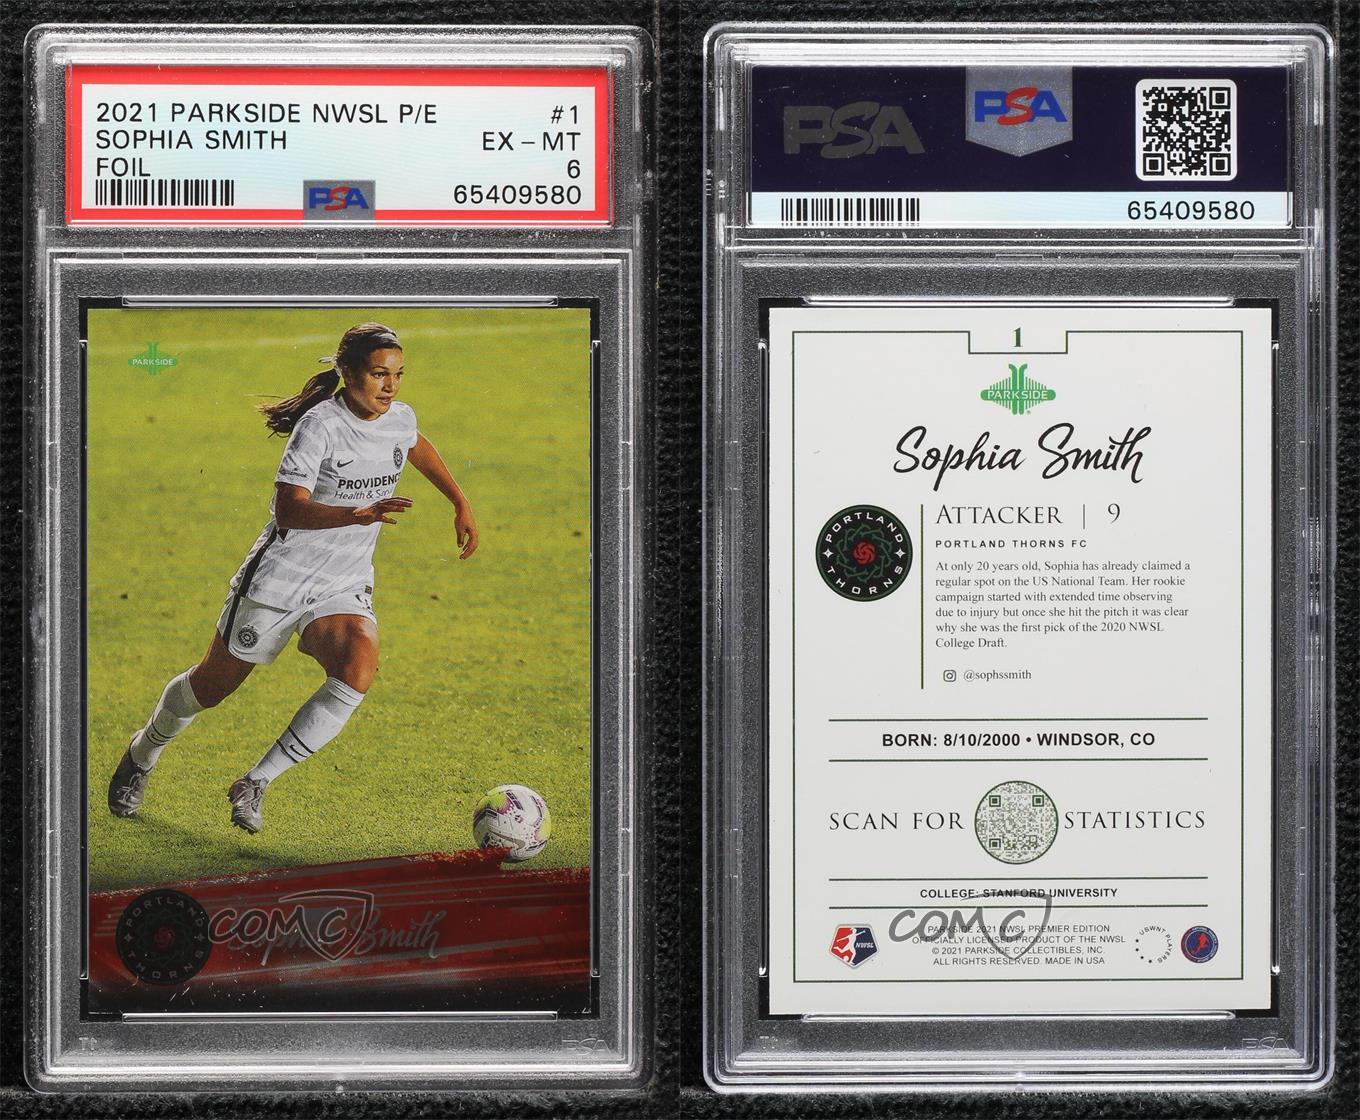 2021 PARKSIDE NWSL P/E #1
SOPHIA SMITH EX - MT
FOIL 6
PSA 65409580
PARKSIDE
PROVIDENCE
Health & Servi
PORTLAND THORNS
Sophia Smith
COMC
PSA
PSA PSA
65409580
1
PARKSIDE
Sophia Smith
PORTLAND THORNS
ATTACKER | 9
PORTLAND THORNS FC
At only 20 years old, Sophia has already claimed a
regular spot on the US National Team. Her rookie
campaign started with extended time observing
due to injury but once she hit the pitch it was clear
why she was the first pick of the 2020 NWSL
College Draft.
@sophssmith
BORN: 8/10/2000 • WINDSOR, CO
SCAN FOR STATISTICS
COLLEGE: STANFORD UNIVERSITY
COMC
NWSL
PARKSIDE 2021 NWSL PREMIER EDITION
OFFICIALLY LICENSED PRODUCT OF THE NWSL
© 2021 PARKSIDE COLLECTIBLES, INC.
ALL RIGHTS RESERVED. MADE IN USA
USWNT PLAYERS
PSA